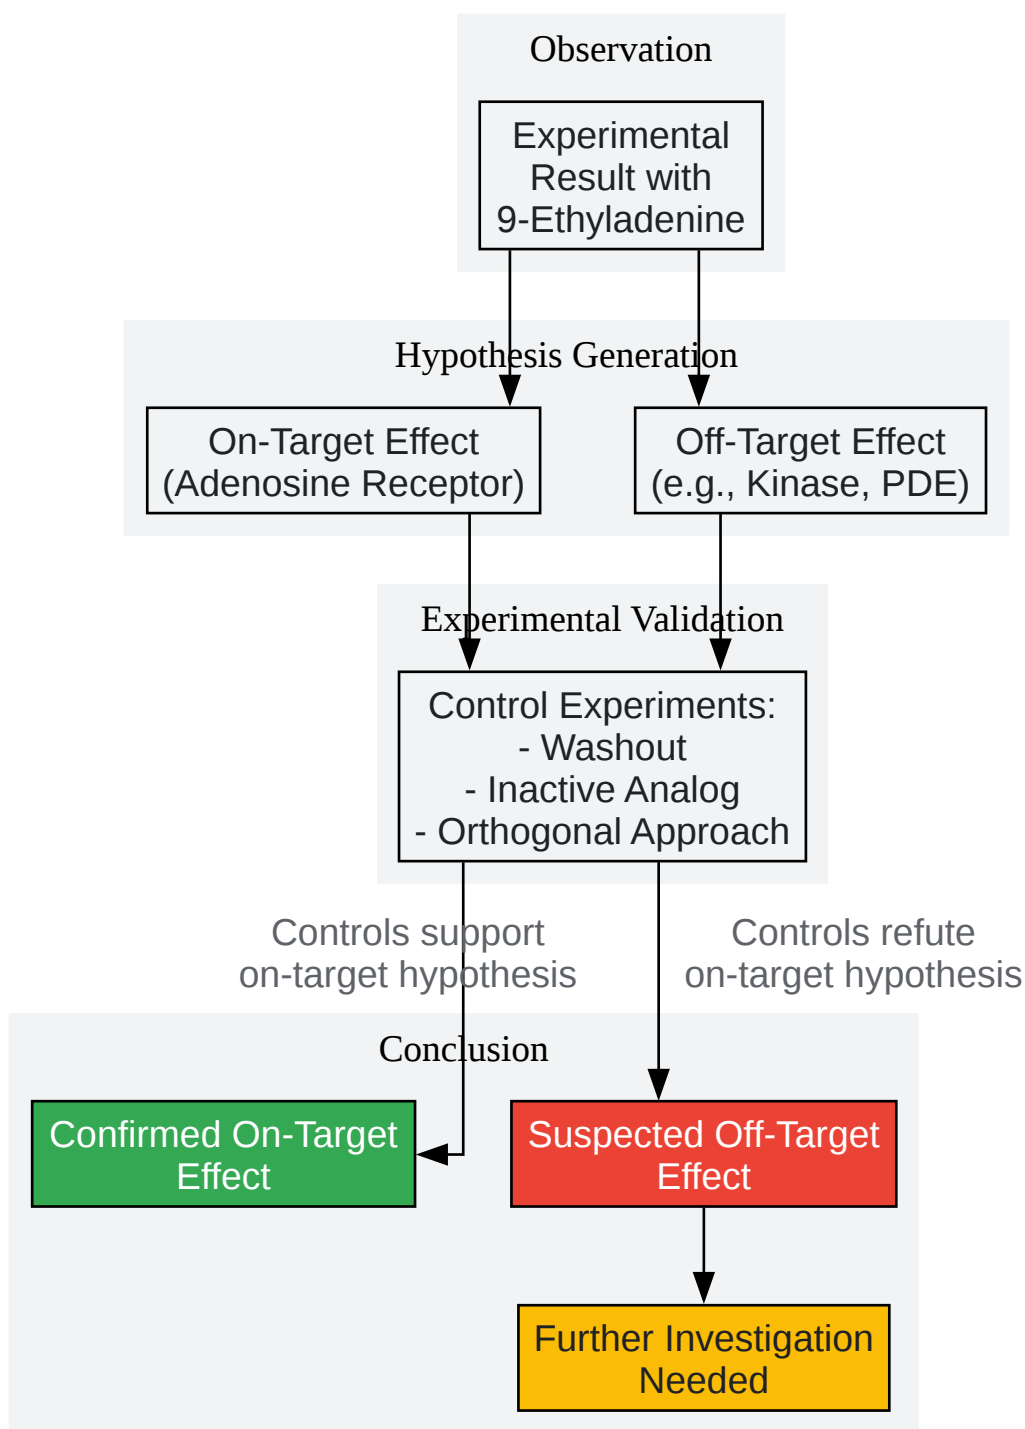 Observation
Experimental
Result with
9-Ethyladenine
Hypothesis Generation
On-Target Effect
(Adenosine Receptor)
Off-Target Effect
(e.g., Kinase, PDE)
Experimental Validation
Control Experiments:
- Washout
- Inactive Analog
- Orthogonal Approach
Controls support
on-target hypothesis
Controls refute
on-target hypothesis
Conclusion
Confirmed On-Target
Effect
Suspected Off-Target
Effect
Further Investigation
Needed